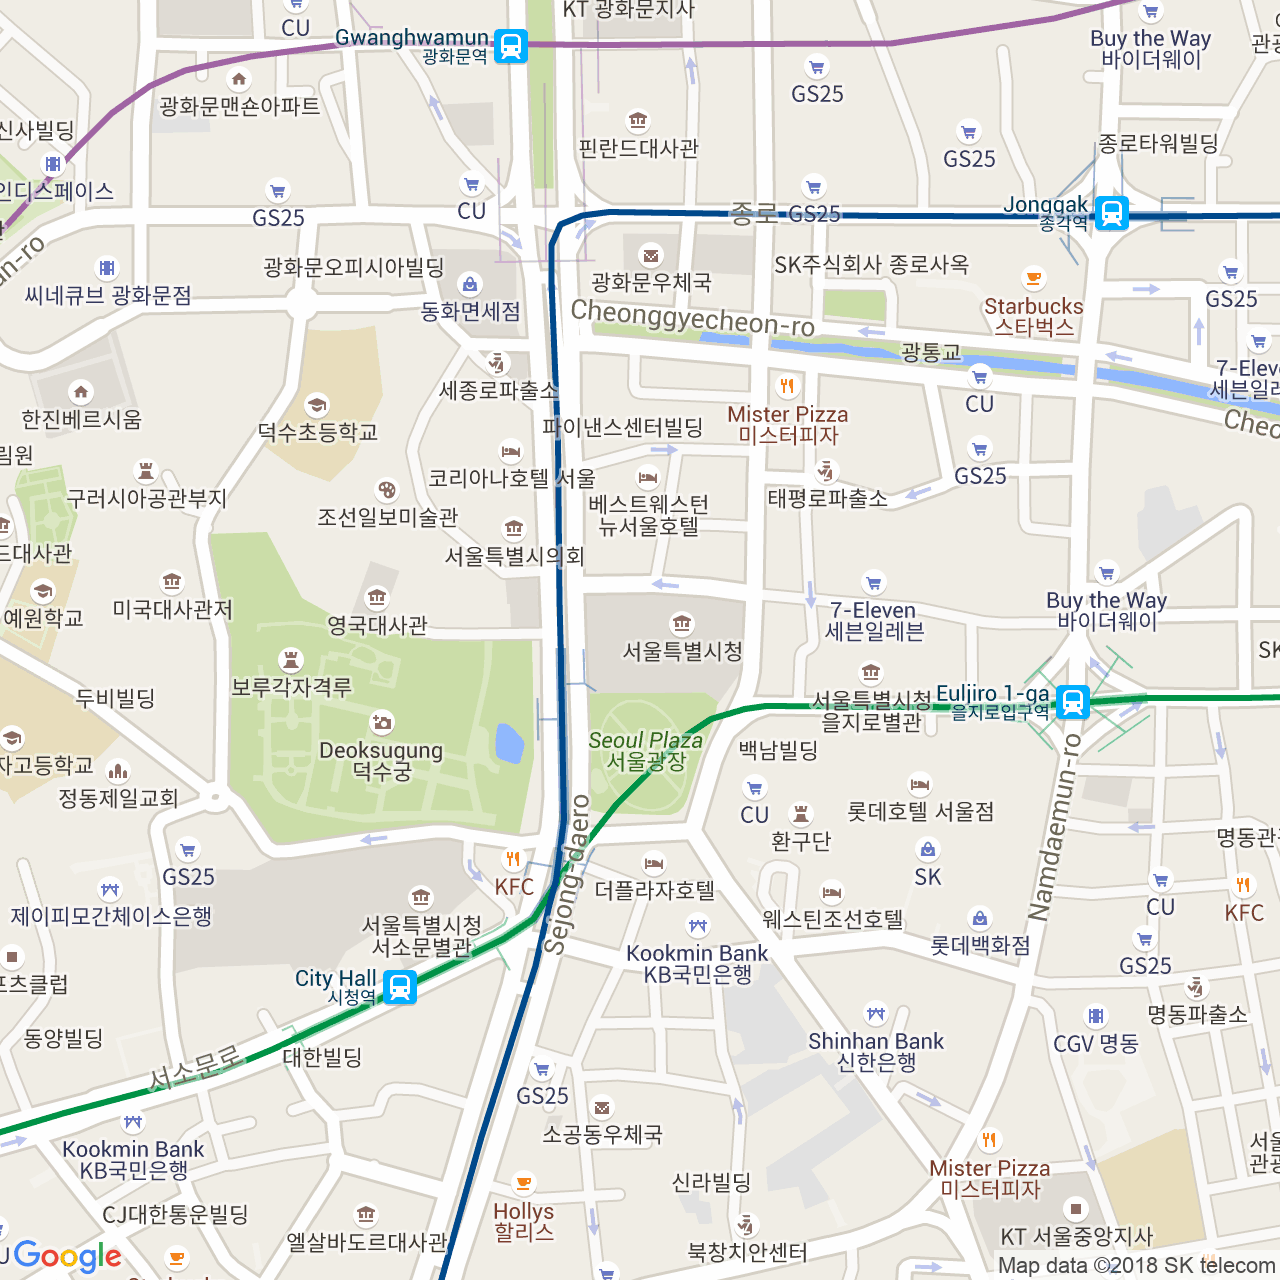 CU
KT 광화문지사
Gwanghwamun
광화문역
Buy the Way
바이더웨이
광화문맨숀아파트
GS25
신사빌딩
핀란드대사관
GS25
종로타워빌딩
인디스페이스
GS25
CU
종로
GS25
Jonggak
종각역
광화문오피시아빌딩
씨네큐브 광화문점
동화면세점
광화문우체국
SK주식회사 종로사옥
Starbucks
스타벅스
GS25
Cheonggyecheon-ro
광통교
7-Eleven
세븐일레
한진베르시움
세종로파출소
덕수초등학교
Mister Pizza
미스터피자
CU
파이낸스센터빌딩
림원
구러시아공관부지
코리아나호텔 서울
GS25
조선일보미술관
베스트웨스턴
뉴서울호텔
태평로파출소
서울특별시의회
드대사관
예원학교
미국대사관저
영국대사관
7-Eleven
세븐일레븐
Buy the Way
바이더웨이
서울특별시청
SK
두비빌딩
보루각자격루
서울특별시청
을지로별관
Euljiro 1-ga
을지로입구역
Deoksugung
덕수궁
Seoul Plaza
서울광장
백남빌딩
자고등학교
정동제일교회
CU
환구단
롯데호텔 서울점
Namdaemun-ro
명동관광
GS25
KFC
Sejong-daero
더플라자호텔
SK
제이피모간체이스은행
서울특별시청
서소문별관
웨스틴조선호텔
롯데백화점
CU
KFC
Kookmin Bank
KB국민은행
GS25
포츠클럽
City Hall
시청역
동양빌딩
서소문로
대한빌딩
Shinhan Bank
신한은행
CGV 명동
명동파출소
GS25
소공동우체국
Kookmin Bank
KB국민은행
신라빌딩
Mister Pizza
미스터피자
CJ대한통운빌딩
Hollys
할리스
엘살바도르대사관
북창치안센터
KT 서울중앙지사
CU
Google
Map data ©2018 SK telecom